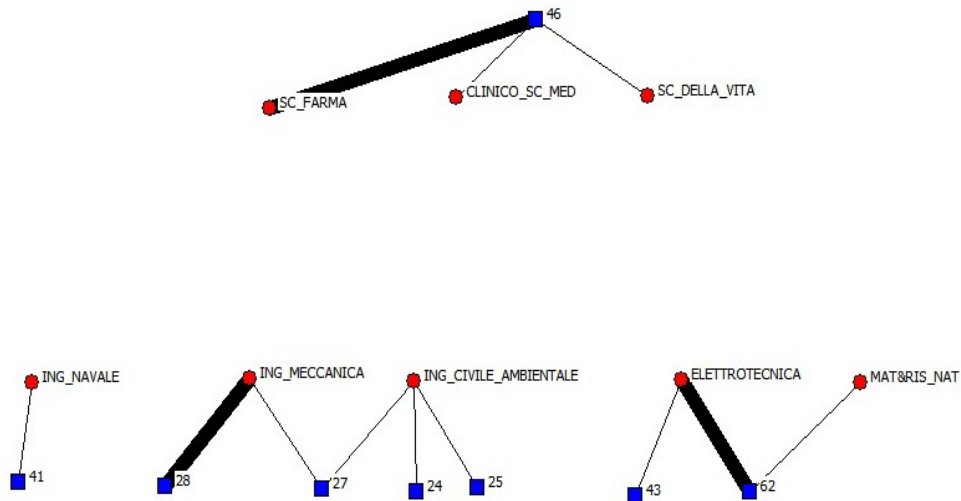 46
SC_FARMA
CLINICO_SC_MED
SC_DELLA_VITA
ING_NAVALE
ING_MECCANICA
ING_CIVILE_AMBIENTALE
ELETTROTECNICA
MAT&RIS_NAT
41
28
27
24
25
43
62